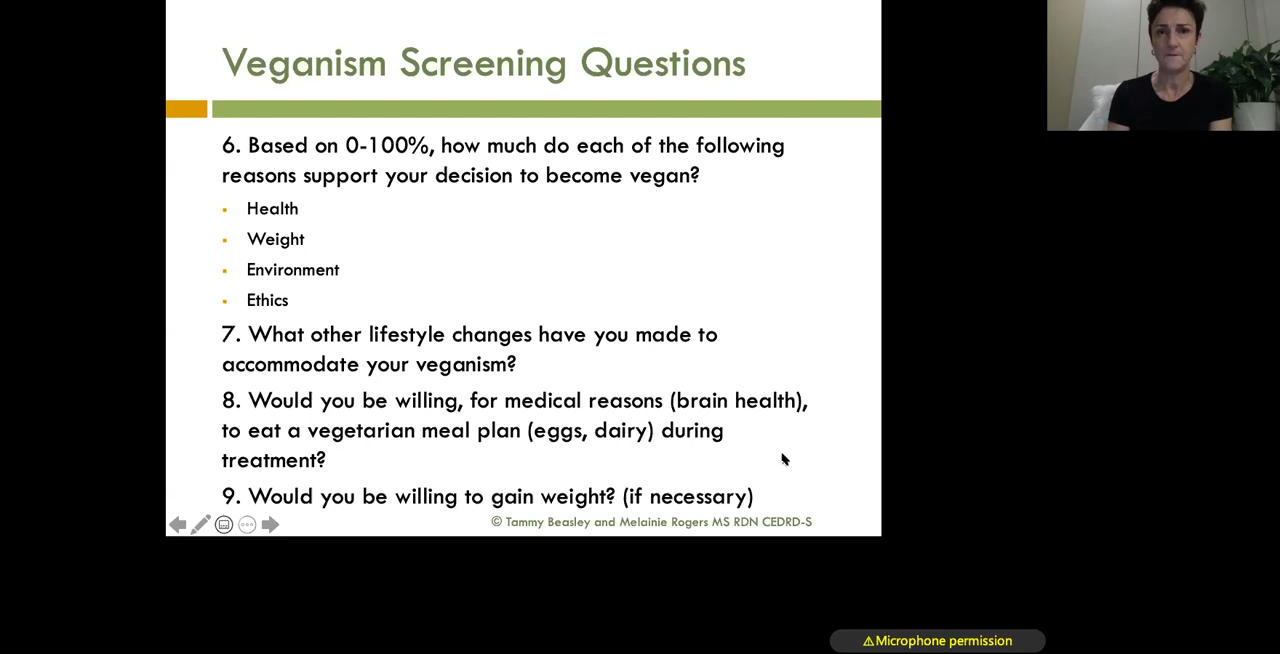 Veganism Screening Questions
6. Based on 0-100%, how much do each of the following
reasons support your decision to become vegan?
▪ Health
▪ Weight
▪ Environment
▪ Ethics
7. What other lifestyle changes have you made to
accommodate your veganism?
8. Would you be willing, for medical reasons (brain health),
to eat a vegetarian meal plan (eggs, dairy) during
treatment?
9. Would you be willing to gain weight? (if necessary)
© Tammy Beasley and Melainie Rogers MS RDN CEDRD-S
⚠Microphone permission